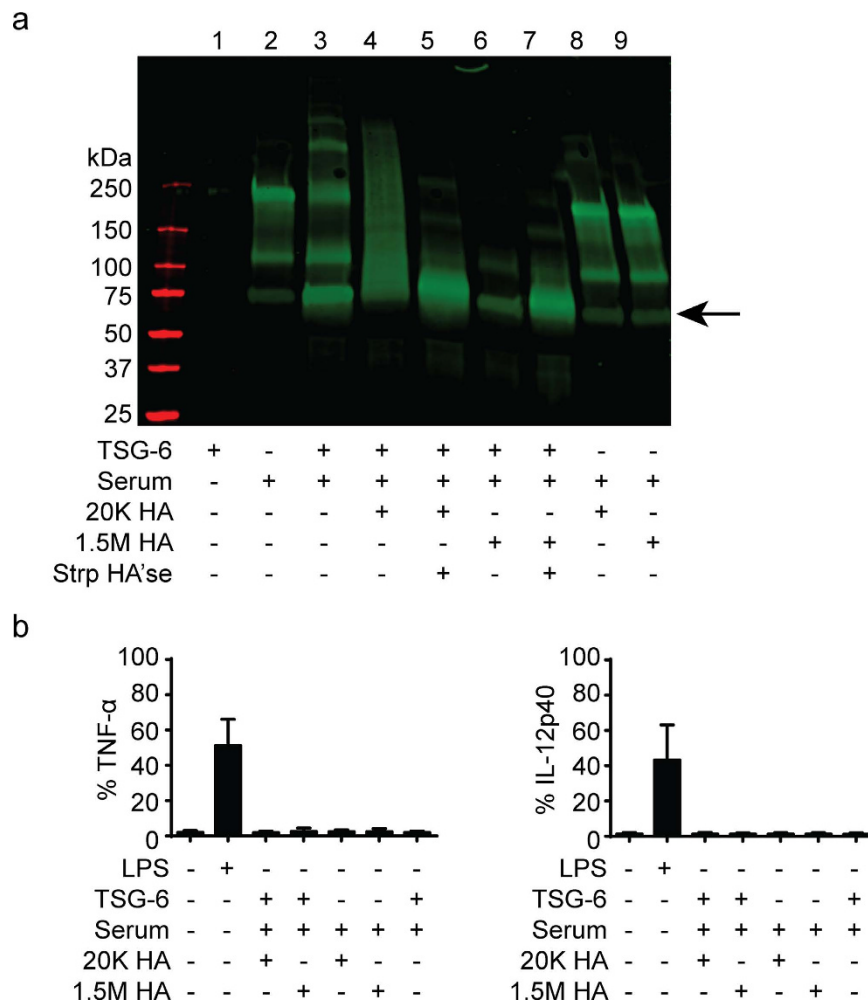 a
1 2 3 4 5 6 7 8 9
kDa
250
150
100
75
50
37
25
TSG-6 + - + + + + + - -
Serum - + + + + + + + +
20K HA - - - + + - - + -
1.5M HA - - - - - + + - +
Strp HA'se - - - - + - + - -
b
% TNF-α
100
80
60
40
20
0
LPS - + - - - - -
TSG-6 - - + + - - +
Serum - - + + + + +
20K HA - - + - + - -
1.5M HA - - - + - + -
% IL-12p40
100
80
60
40
20
0
LPS - + - - - - -
TSG-6 - - + + - - +
Serum - - + + + + +
20K HA - - + - + - -
1.5M HA - - - + - + -